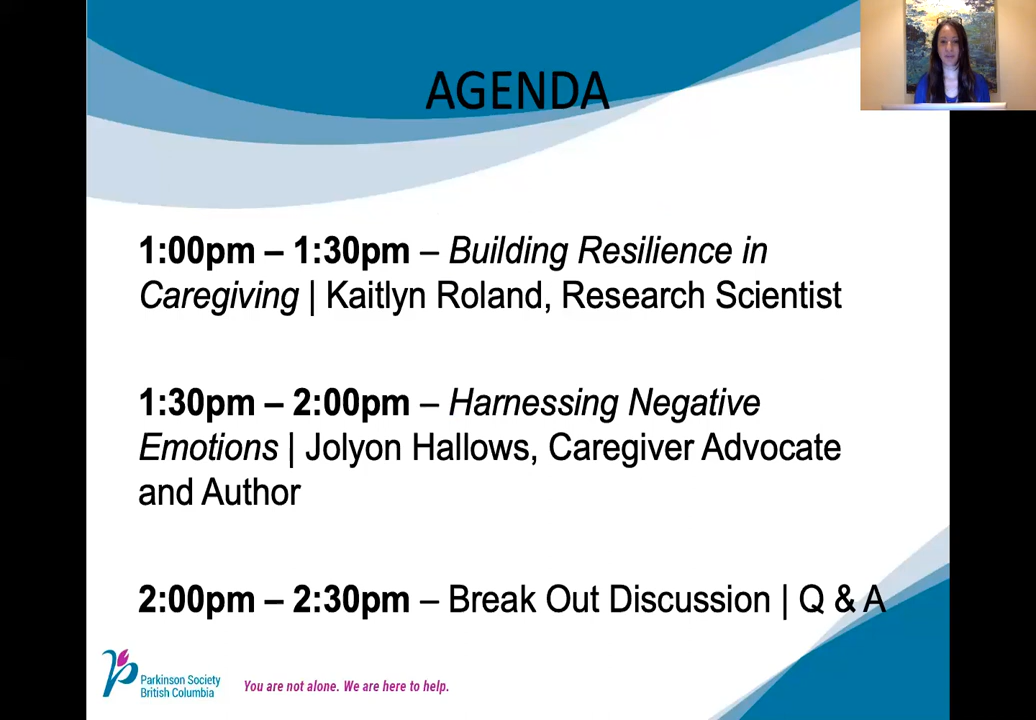 AGENDA
1:00pm – 1:30pm – Building Resilience in
Caregiving | Kaitlyn Roland, Research Scientist
1:30pm – 2:00pm – Harnessing Negative
Emotions | Jolyon Hallows, Caregiver Advocate
and Author
2:00pm – 2:30pm – Break Out Discussion | Q & A
Parkinson Society
British Columbia
You are not alone. We are here to help.